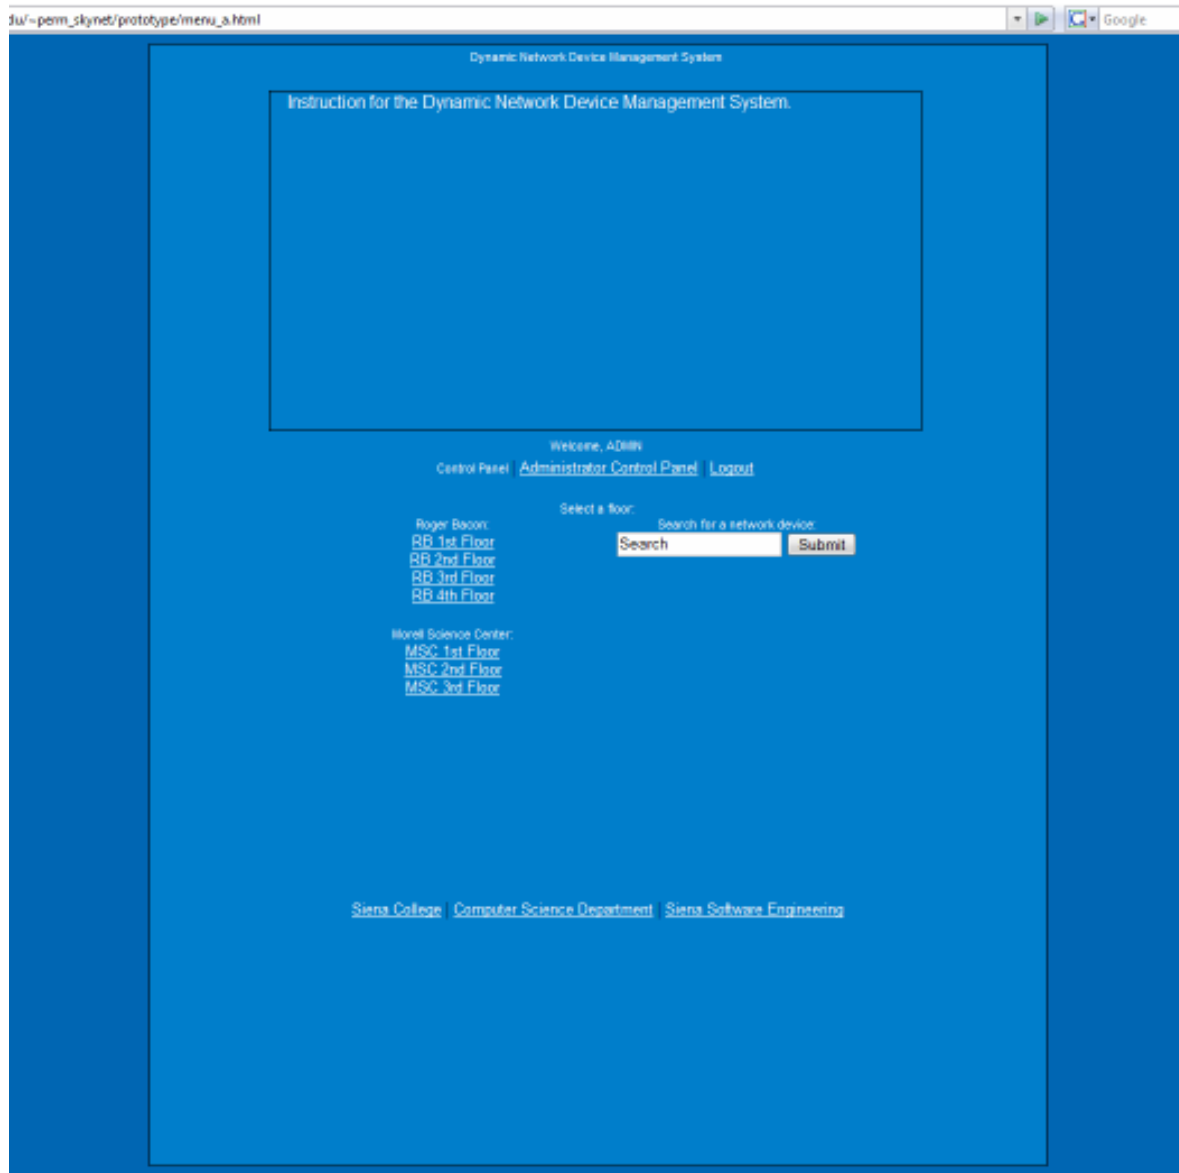 du/~perm_skynet/prototype/menu_a.html
Google
Dynamic Network Device Management System
Instruction for the Dynamic Network Device Management System.
Welcome, ADMIN
Control Panel | Administrator Control Panel | Logout
Select a floor:
Roger Bacon:
RB 1st Floor
RB 2nd Floor
RB 3rd Floor
RB 4th Floor
Search for a network device:
Search
Submit
Morell Science Center:
MSC 1st Floor
MSC 2nd Floor
MSC 3rd Floor
Siena College | Computer Science Department | Siena Software Engineering